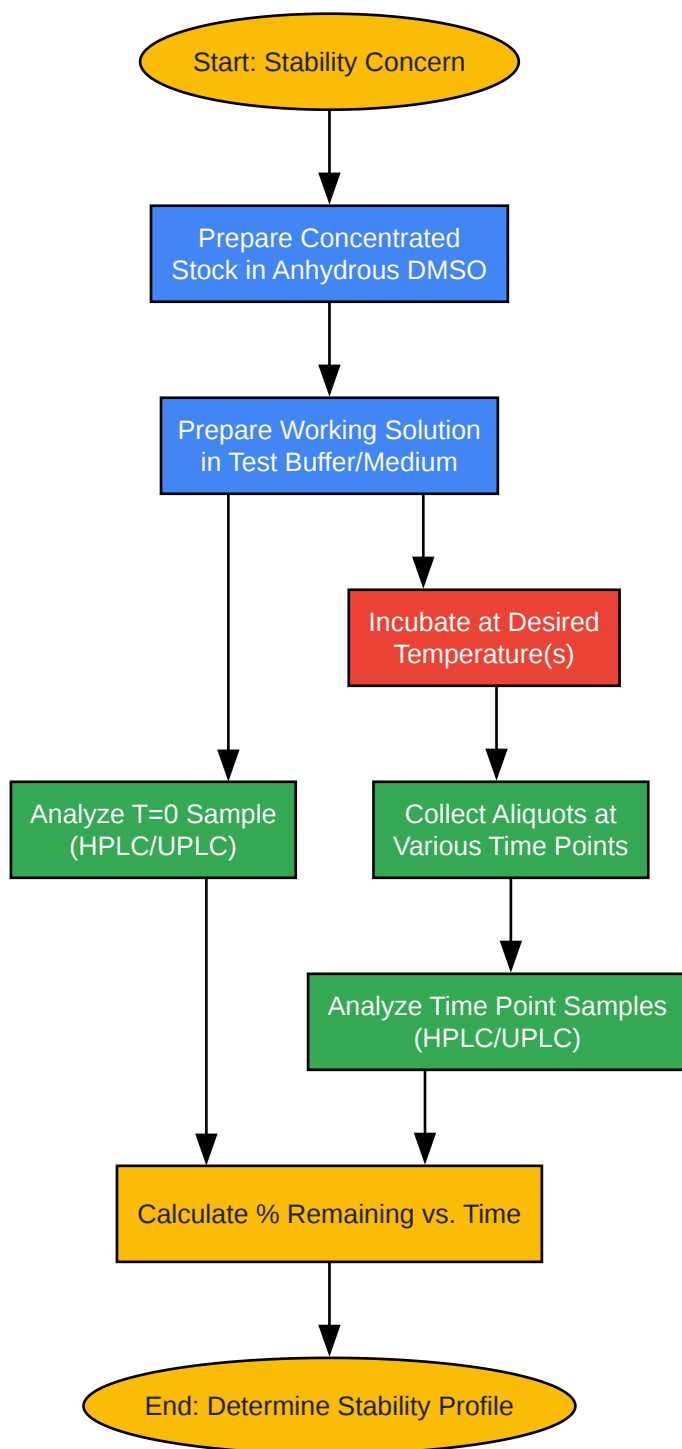 Start: Stability Concern
Prepare Concentrated
Stock in Anhydrous DMSO
Prepare Working Solution
in Test Buffer/Medium
Incubate at Desired
Temperature(s)
Analyze T=0 Sample
(HPLC/UPLC)
Collect Aliquots at
Various Time Points
Analyze Time Point Samples
(HPLC/UPLC)
Calculate % Remaining vs. Time
End: Determine Stability Profile